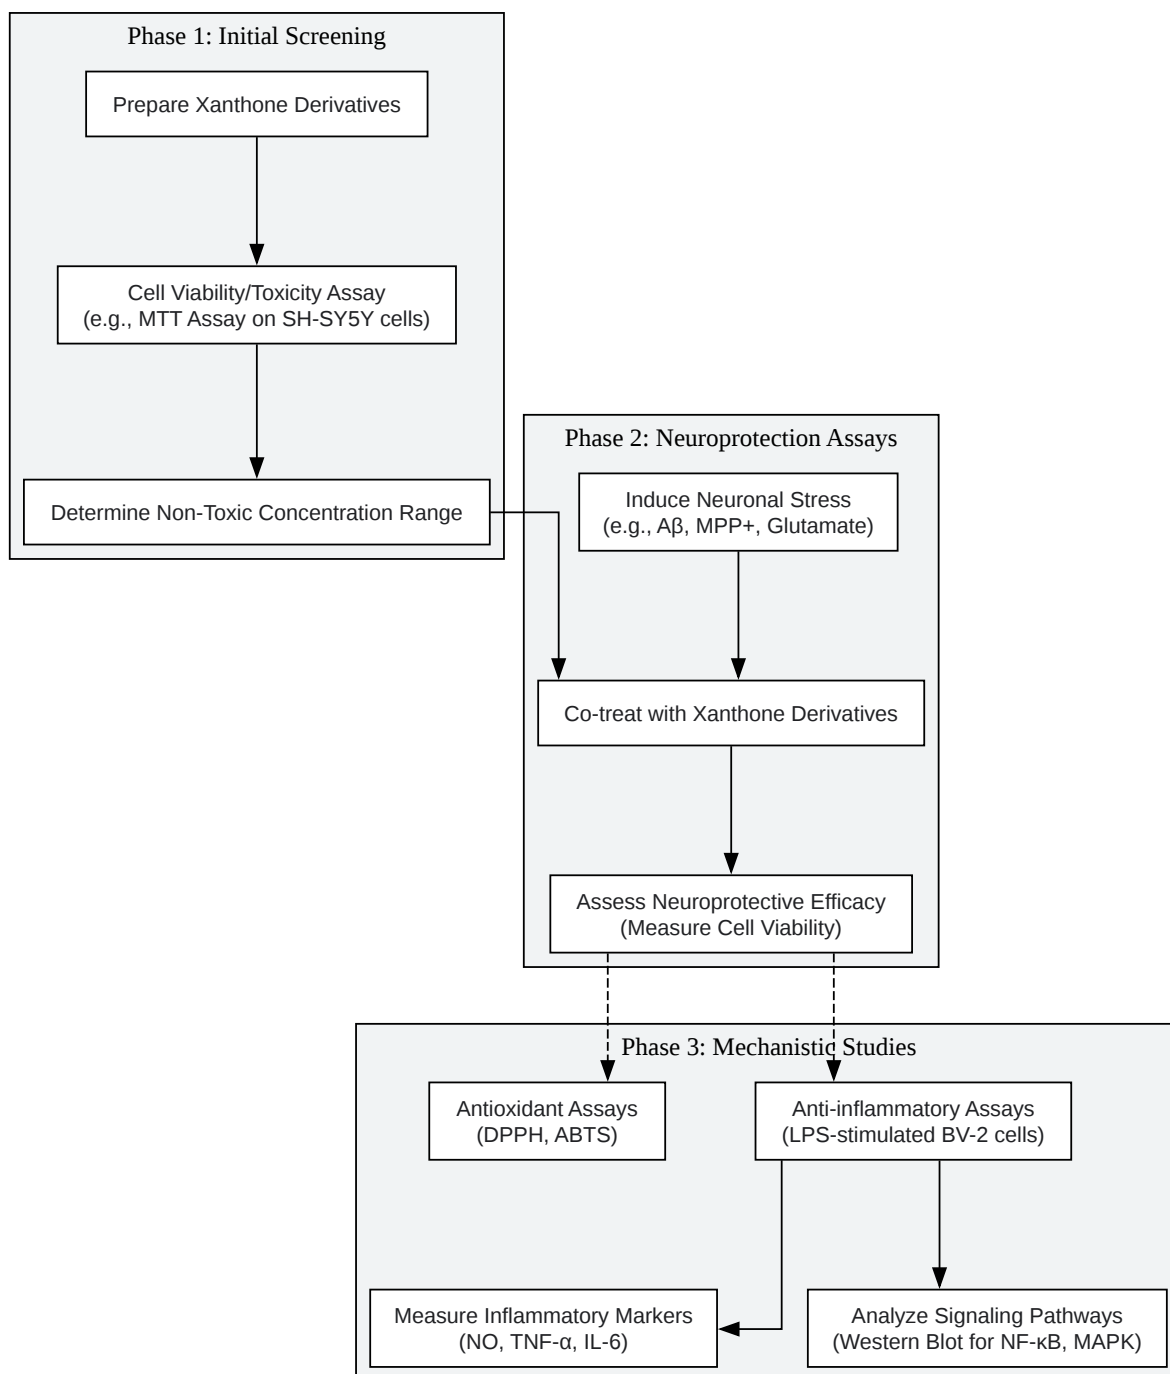 Phase 1: Initial Screening
Prepare Xanthone Derivatives
Cell Viability/Toxicity Assay
(e.g., MTT Assay on SH-SY5Y cells)
Determine Non-Toxic Concentration Range
Phase 2: Neuroprotection Assays
Induce Neuronal Stress
(e.g., Aβ, MPP+, Glutamate)
Co-treat with Xanthone Derivatives
Assess Neuroprotective Efficacy
(Measure Cell Viability)
Phase 3: Mechanistic Studies
Antioxidant Assays
(DPPH, ABTS)
Anti-inflammatory Assays
(LPS-stimulated BV-2 cells)
Measure Inflammatory Markers
(NO, TNF-α, IL-6)
Analyze Signaling Pathways
(Western Blot for NF-κB, MAPK)